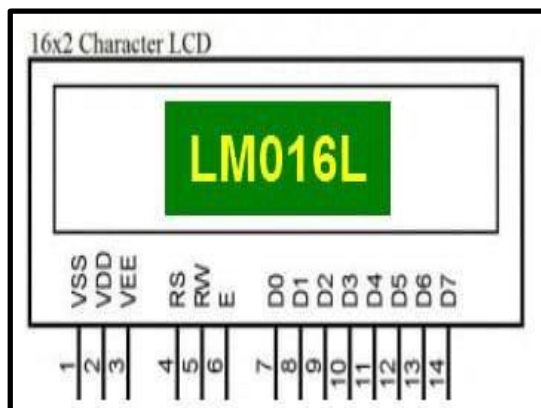 16x2 Character LCD
LM016L
VSS VDD VEE RS RW E D0 D1 D2 D3 D4 D5 D6 D7
1 2 3 4 5 6 7 8 9 10 11 12 13 14